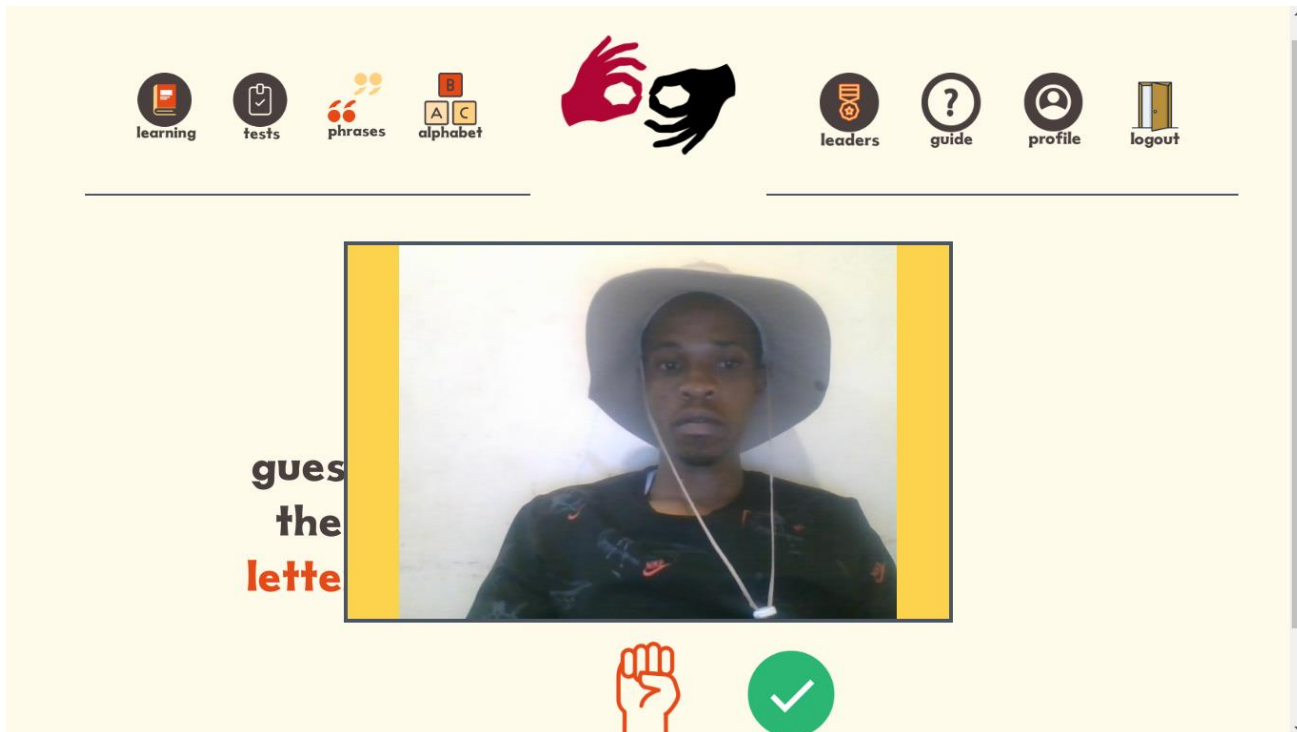 learning
tests
phrases
B
A C
alphabet
leaders
?
guide
profile
logout
gues
the
lette